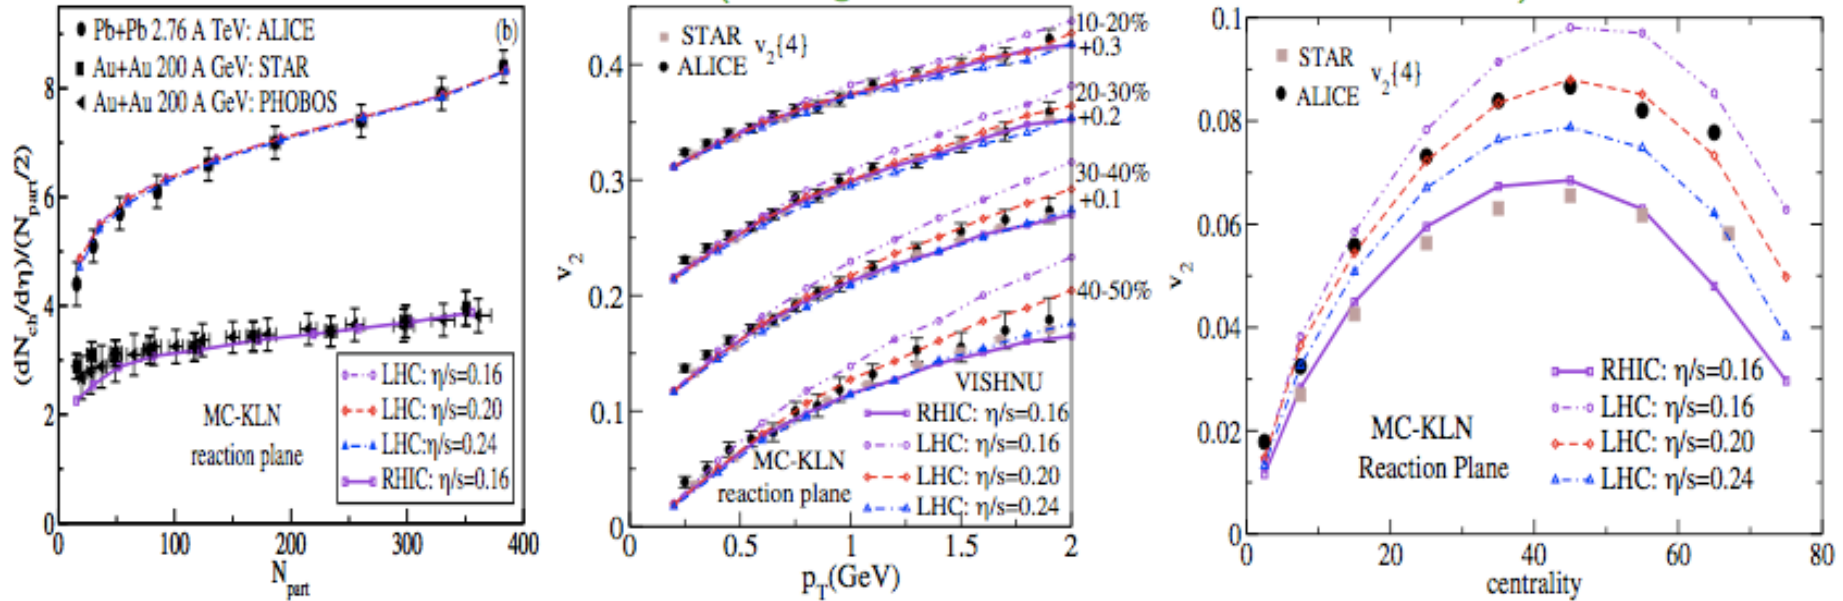 (b)
Pb+Pb 2.76 A TeV: ALICE
Au+Au 200 A GeV: STAR
Au+Au 200 A GeV: PHOBOS
(dN_ch/dη)/(N_part/2)
8
6
4
2
0
MC-KLN
reaction plane
LHC: η/s=0.16
LHC: η/s=0.20
LHC:η/s=0.24
RHIC: η/s=0.16
0 100 200 300 400
N_part
STAR
v_2{4}
ALICE
v_2
0.4
0.3
0.2
0.1
0
10-20%
+0.3
20-30%
+0.2
30-40%
+0.1
40-50%
VISHNU
MC-KLN
reaction plane
RHIC: η/s=0.16
LHC: η/s=0.16
LHC: η/s=0.20
LHC: η/s=0.24
0 0.5 1 1.5 2
p_T(GeV)
STAR
v_2{4}
ALICE
v_2
0.1
0.08
0.06
0.04
0.02
0
MC-KLN
Reaction Plane
RHIC: η/s=0.16
LHC: η/s=0.16
LHC: η/s=0.20
LHC: η/s=0.24
0 20 40 60 80
centrality